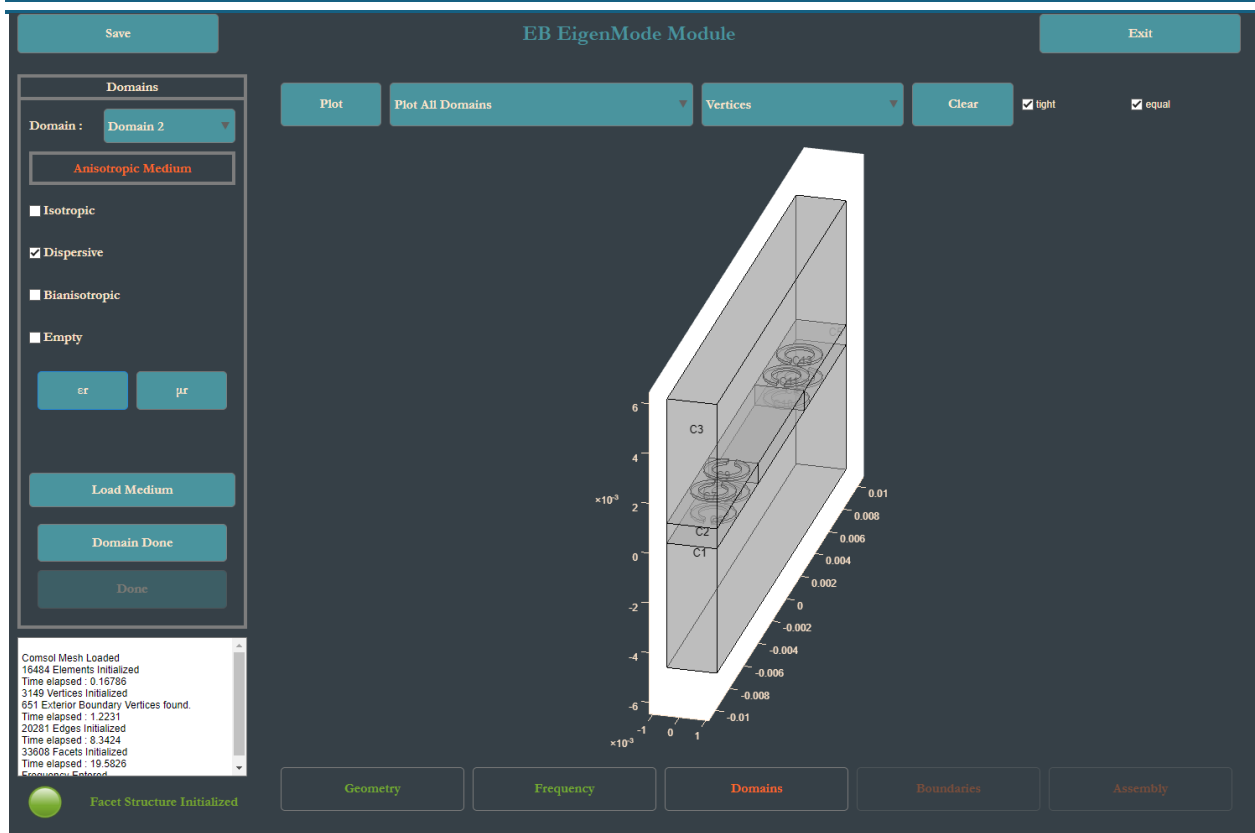 Save
EB EigenMode Module
Exit
Domains
Domain :
Domain 2
Anisotropic Medium
Isotropic
Dispersive
Bianisotropic
Empty
εr
μr
Load Medium
Domain Done
Done
Plot
Plot All Domains
Vertices
Clear
tight
equal
C3
C2
C1
6
4
2
0
-2
-4
-6
×10⁻³
×10⁻³
-1
0
1
0.01
0.008
0.006
0.004
0.002
0
-0.002
-0.004
-0.006
-0.008
-0.01
Comsol Mesh Loaded
16484 Elements Initialized
Time elapsed : 0.16786
3149 Vertices Initialized
651 Exterior Boundary Vertices found.
Time elapsed : 1.2231
20281 Edges Initialized
Time elapsed : 8.3424
33608 Facets Initialized
Time elapsed : 19.5826
Frequency Entered
Facet Structure Initialized
Geometry
Frequency
Domains
Boundaries
Assembly